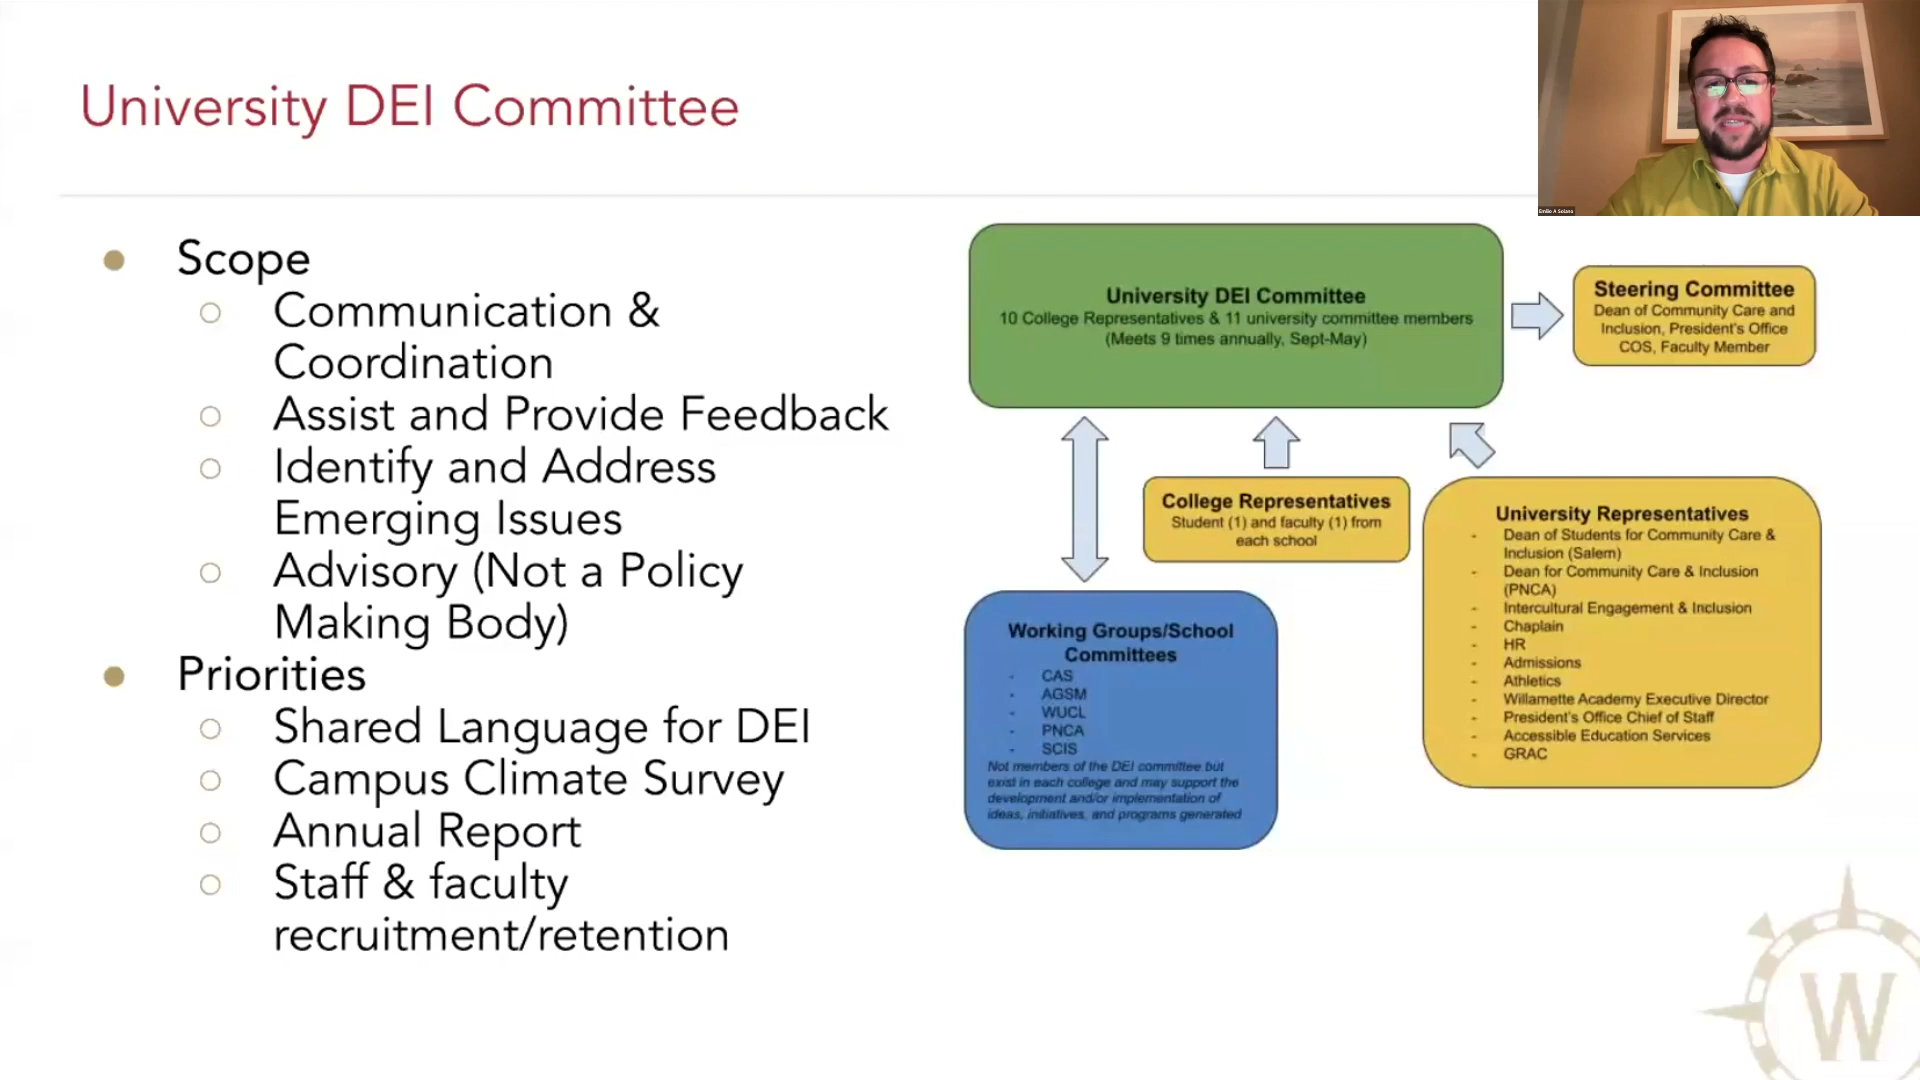 University DEI Committee
Scope
Communication &
Coordination
Assist and Provide Feedback
Identify and Address
Emerging Issues
Advisory (Not a Policy
Making Body)
Priorities
Shared Language for DEI
Campus Climate Survey
Annual Report
Staff & faculty
recruitment/retention
University DEI Committee
10 College Representatives & 11 university committee members
(Meets 9 times annually, Sept-May)
Steering Committee
Dean of Community Care and
Inclusion, President's Office
COS, Faculty Member
College Representatives
Student (1) and faculty (1) from
each school
University Representatives
- Dean of Students for Community Care &
Inclusion (Salem)
- Dean for Community Care & Inclusion
(PNCA)
- Intercultural Engagement & Inclusion
- Chaplain
- HR
- Admissions
- Athletics
- Willamette Academy Executive Director
- President's Office Chief of Staff
- Accessible Education Services
- GRAC
Working Groups/School
Committees
- CAS
- AGSM
- WUCL
- PNCA
- SCIS
Not members of the DEI committee but
exist in each college and may support the
development and/or implementation of
ideas, initiatives, and programs generated
Emilio A Solano
W